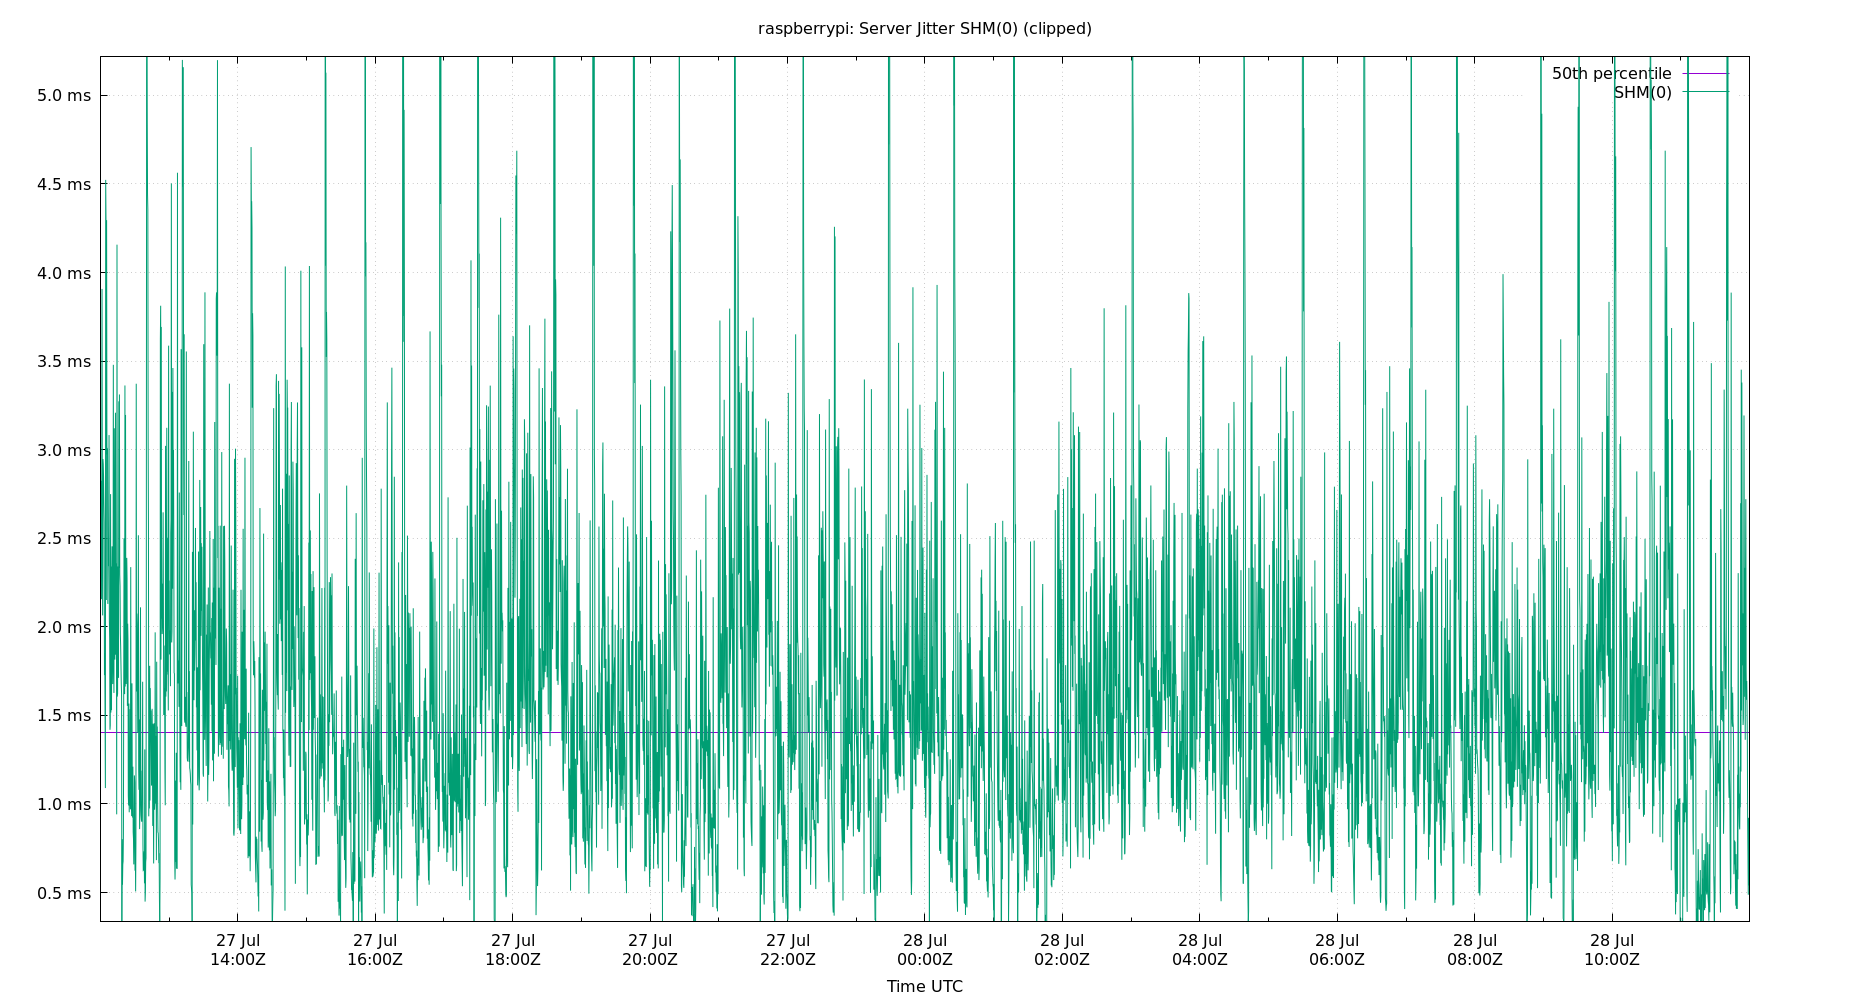 raspberrypi: Server Jitter SHM(0) (clipped)
50th percentile
SHM(0)
5.0 ms
4.5 ms
4.0 ms
3.5 ms
3.0 ms
2.5 ms
2.0 ms
1.5 ms
1.0 ms
0.5 ms
27 Jul 27 Jul 27 Jul 27 Jul 27 Jul 28 Jul 28 Jul 28 Jul 28 Jul 28 Jul 28 Jul
14:00Z 16:00Z 18:00Z 20:00Z 22:00Z 00:00Z 02:00Z 04:00Z 06:00Z 08:00Z 10:00Z
Time UTC